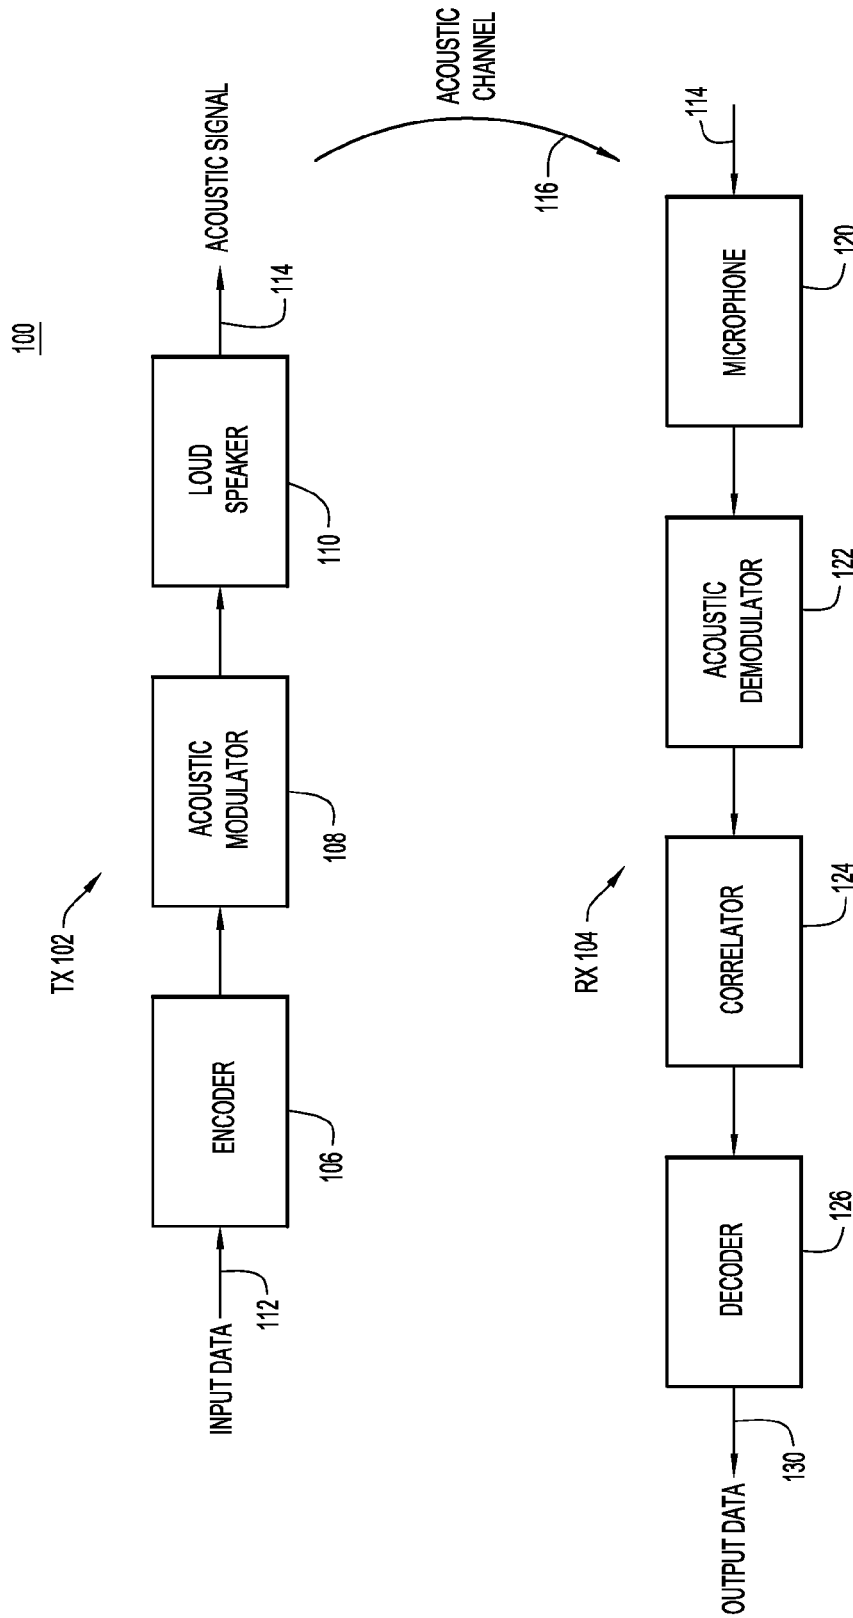 100
TX 102
INPUT DATA
112
ENCODER
106
ACOUSTIC
MODULATOR
108
LOUD
SPEAKER
110
114
ACOUSTIC SIGNAL
ACOUSTIC
CHANNEL
116
RX 104
114
MICROPHONE
120
ACOUSTIC
DEMODULATOR
122
CORRELATOR
124
DECODER
126
130
OUTPUT DATA